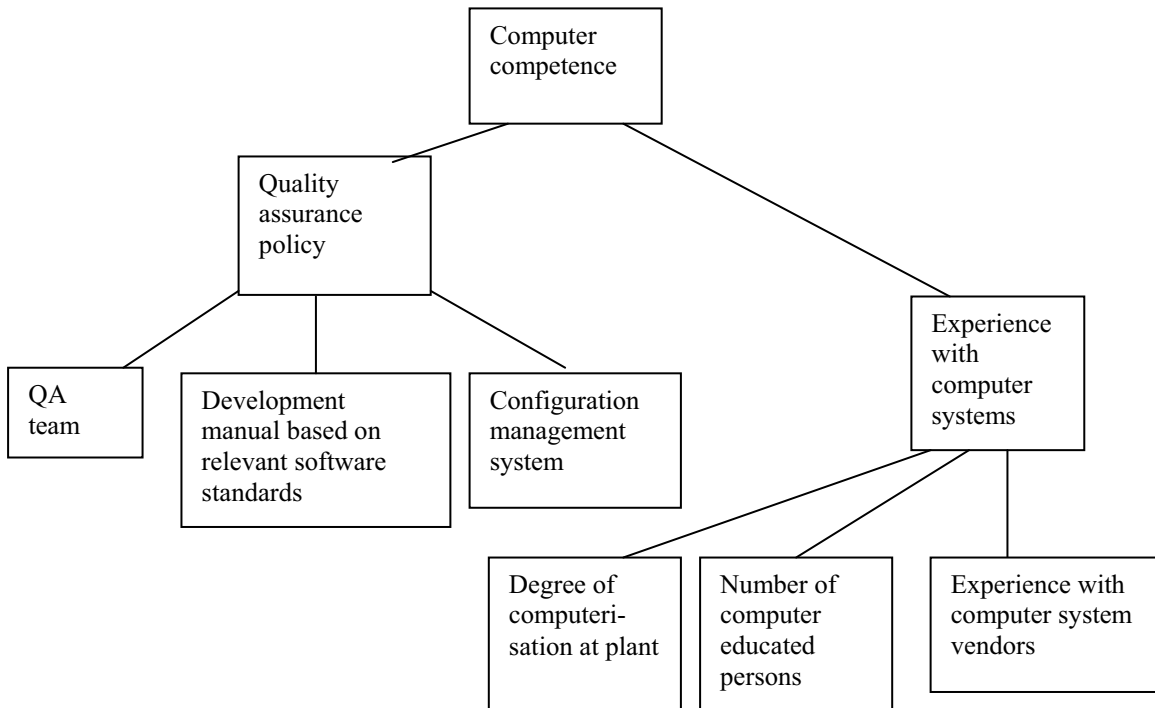 Computer
competence
Quality
assurance
policy
Experience
with
computer
systems
QA
team
Development
manual based on
relevant software
standards
Configuration
management
system
Degree of
computeri-
sation at plant
Number of
computer
educated
persons
Experience with
computer system
vendors